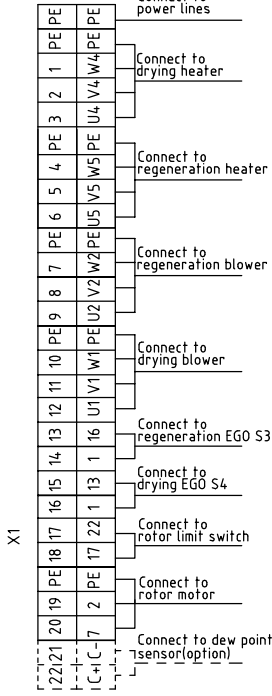 Connect to
power lines
PE PE
PE PE
1 W4
2 V4
3 U4
Connect to
drying heater
PE PE
4 W5
5 V5
6 U5
Connect to
regeneration heater
PE PE
7 W2
8 V2
9 U2
Connect to
regeneration blower
PE PE
10 W1
11 V1
12 U1
Connect to
drying blower
13 16
14 1
Connect to
regeneration EGO S3
15 13
16 1
Connect to
drying EGO S4
17 22
18 17
Connect to
rotor limit switch
X1
PE PE
19 2
20 7
Connect to
rotor motor
21 C-
22 C+
Connect to dew point
sensor(option)